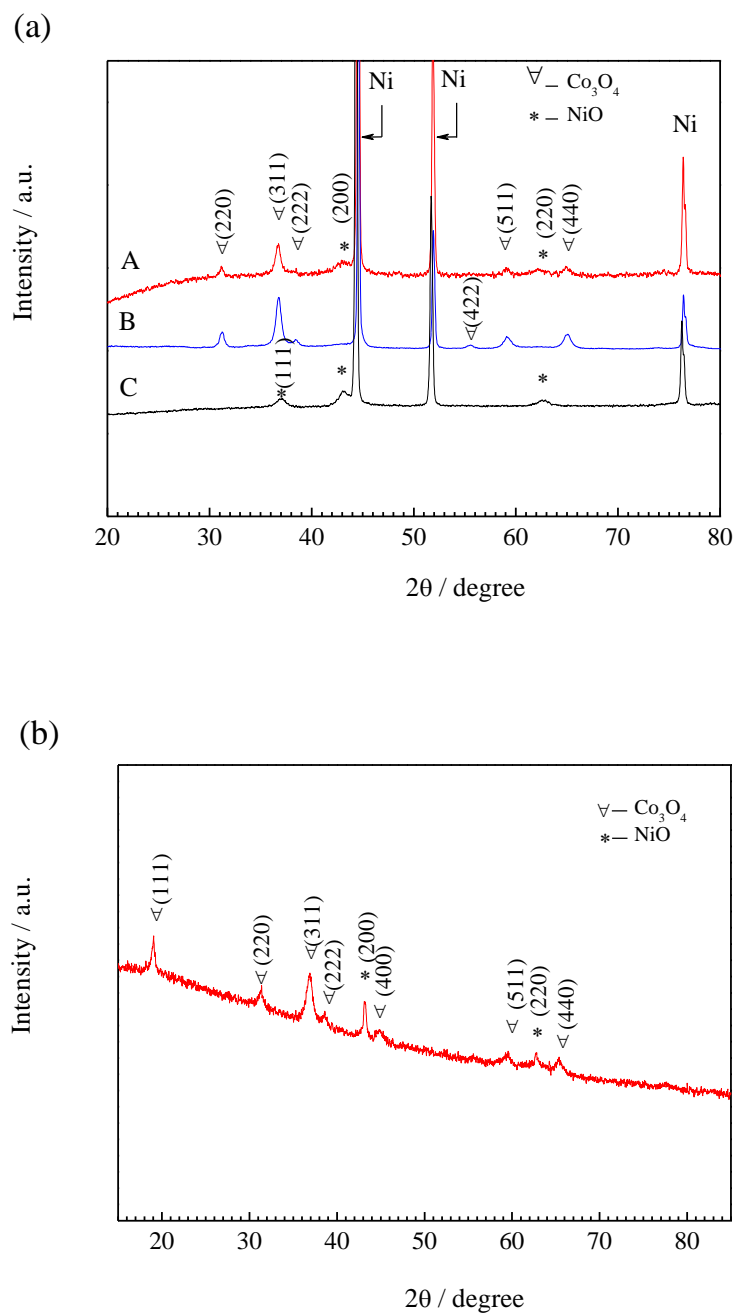 (a)
Ni
Ni
∀ – Co₃O₄
* – NiO
Ni
(220)
(311)
(222)
(200)
(511)
(220)
(440)
A
B
(422)
(111
C
Intensity / a.u.
20 30 40 50 60 70 80
2θ / degree
(b)
∀ — Co₃O₄
* — NiO
(111)
(220)
(311)
(222)
(200)
(400)
(511)
(220)
(440)
Intensity / a.u.
20 30 40 50 60 70 80
2θ / degree